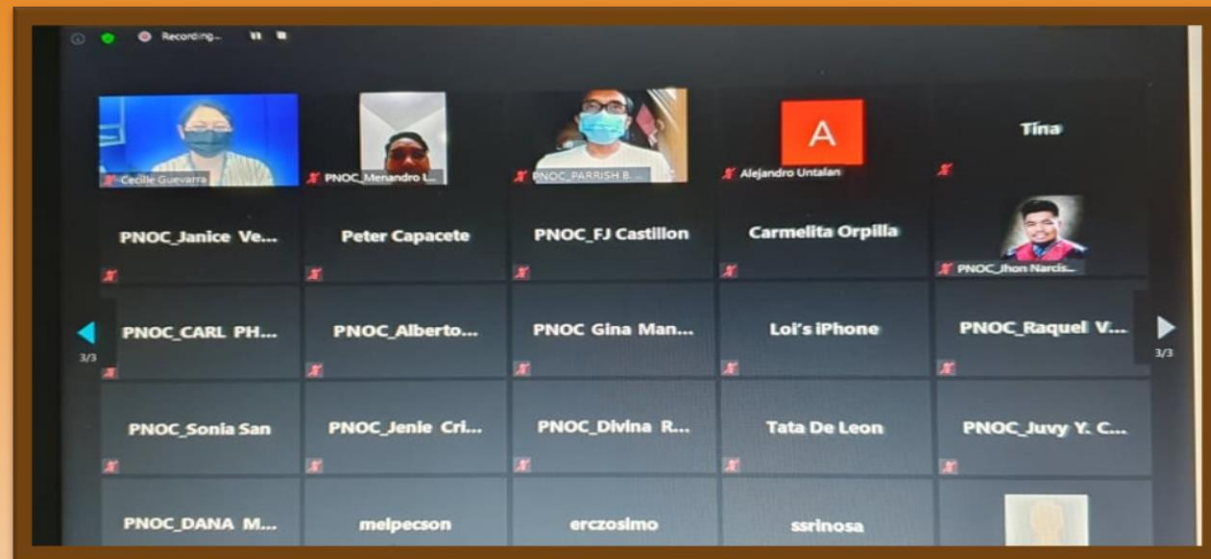 Recording...
Cecille Guevarra
PNOC_Menandro L...
PNOC_PARRISH B. ...
A
Alejandro Untalan
Tina
PNOC_Janice Ve...
Peter Capacete
PNOC_FJ Castillon
Carmelita Orpilla
PNOC_Jhon Narcis...
3/3
PNOC_CARL PH...
PNOC_Alberto...
PNOC Gina Man...
Loi's iPhone
PNOC_Raquel V...
3/3
PNOC_Sonia San
PNOC_Jenie Cri...
PNOC_Divina R...
Tata De Leon
PNOC_Juvy Y. C...
PNOC_DANA M...
melpecson
erczosimo
ssrinosa